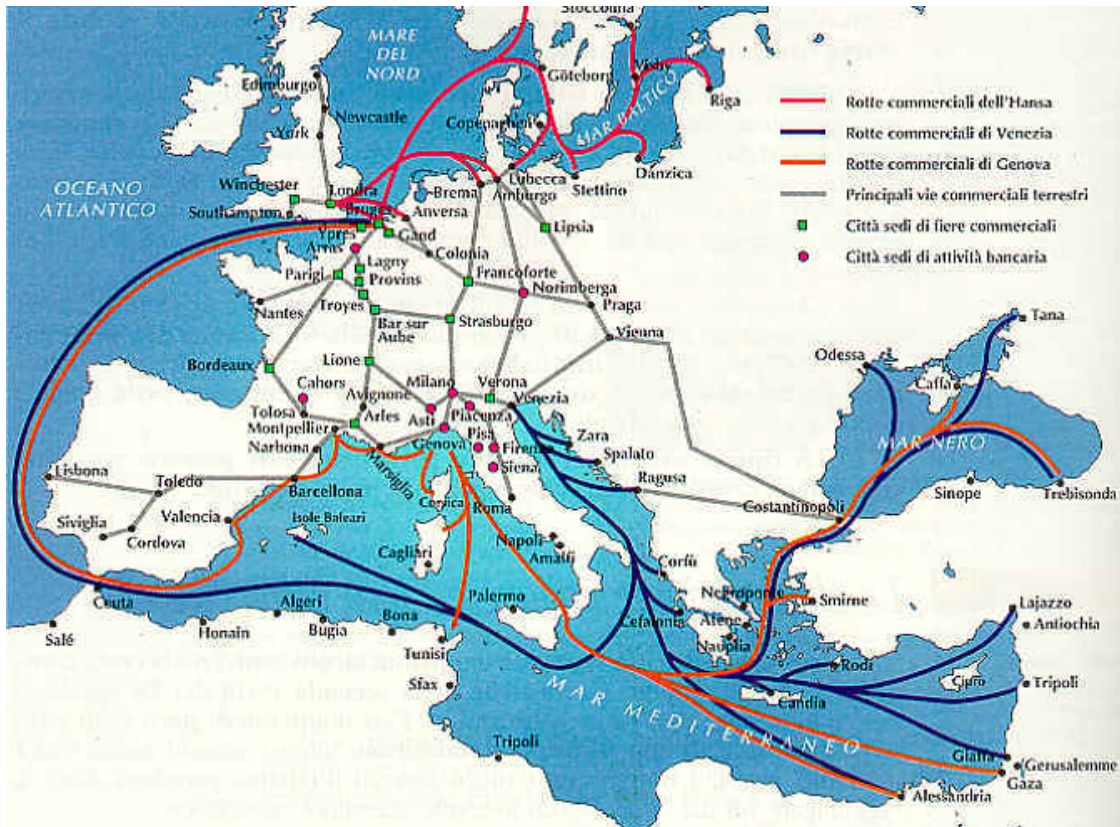 Stoccolma
MARE
DEL
NORD
Edimburgo
Newcastle
York
Göteborg
Visby
Riga
Copenaghen
MAR BALTICO
Danzica
Stettino
Lubecca
Amburgo
Brema
Rotte commerciali dell'Hansa
Rotte commerciali di Venezia
Rotte commerciali di Genova
Principali vie commerciali terrestri
Città sedi di fiere commerciali
Città sedi di attività bancaria
OCEANO
ATLANTICO
Winchester
Londra
Southampton
Bruges
Anversa
Ypres
Gand
Arras
Colonia
Lipsia
Lagny
Parigi
Provins
Francoforte
Norimberga
Praga
Nantes
Troyes
Bar sur
Aube
Strasburgo
Vienna
Tana
Odessa
Bordeaux
Lione
Milano
Verona
Venezia
Caffa
Cahors
Avignone
Asti
Piacenza
Tolosa
Arles
Montpellier
Genova
Pisa
Firenze
Zara
MAR NERO
Narbona
Marsiglia
Siena
Spalato
Lisbona
Toledo
Barcellona
Corsica
Roma
Ragusa
Costantinopoli
Sinope
Trebisonda
Siviglia
Valencia
Isole Baleari
Cordova
Napoli
Amalfi
Cagliari
Corfù
Negroponte
Smirne
Ceuta
Algeri
Bona
Palermo
Cefalonia
Atene
Lajazzo
Antiochia
Salé
Honain
Bugia
Tunisi
Nauplia
Rodi
Cipro
Tripoli
Sfax
MAR MEDITERRANEO
Candia
Tripoli
Giaffa
Gerusalemme
Gaza
Alessandria